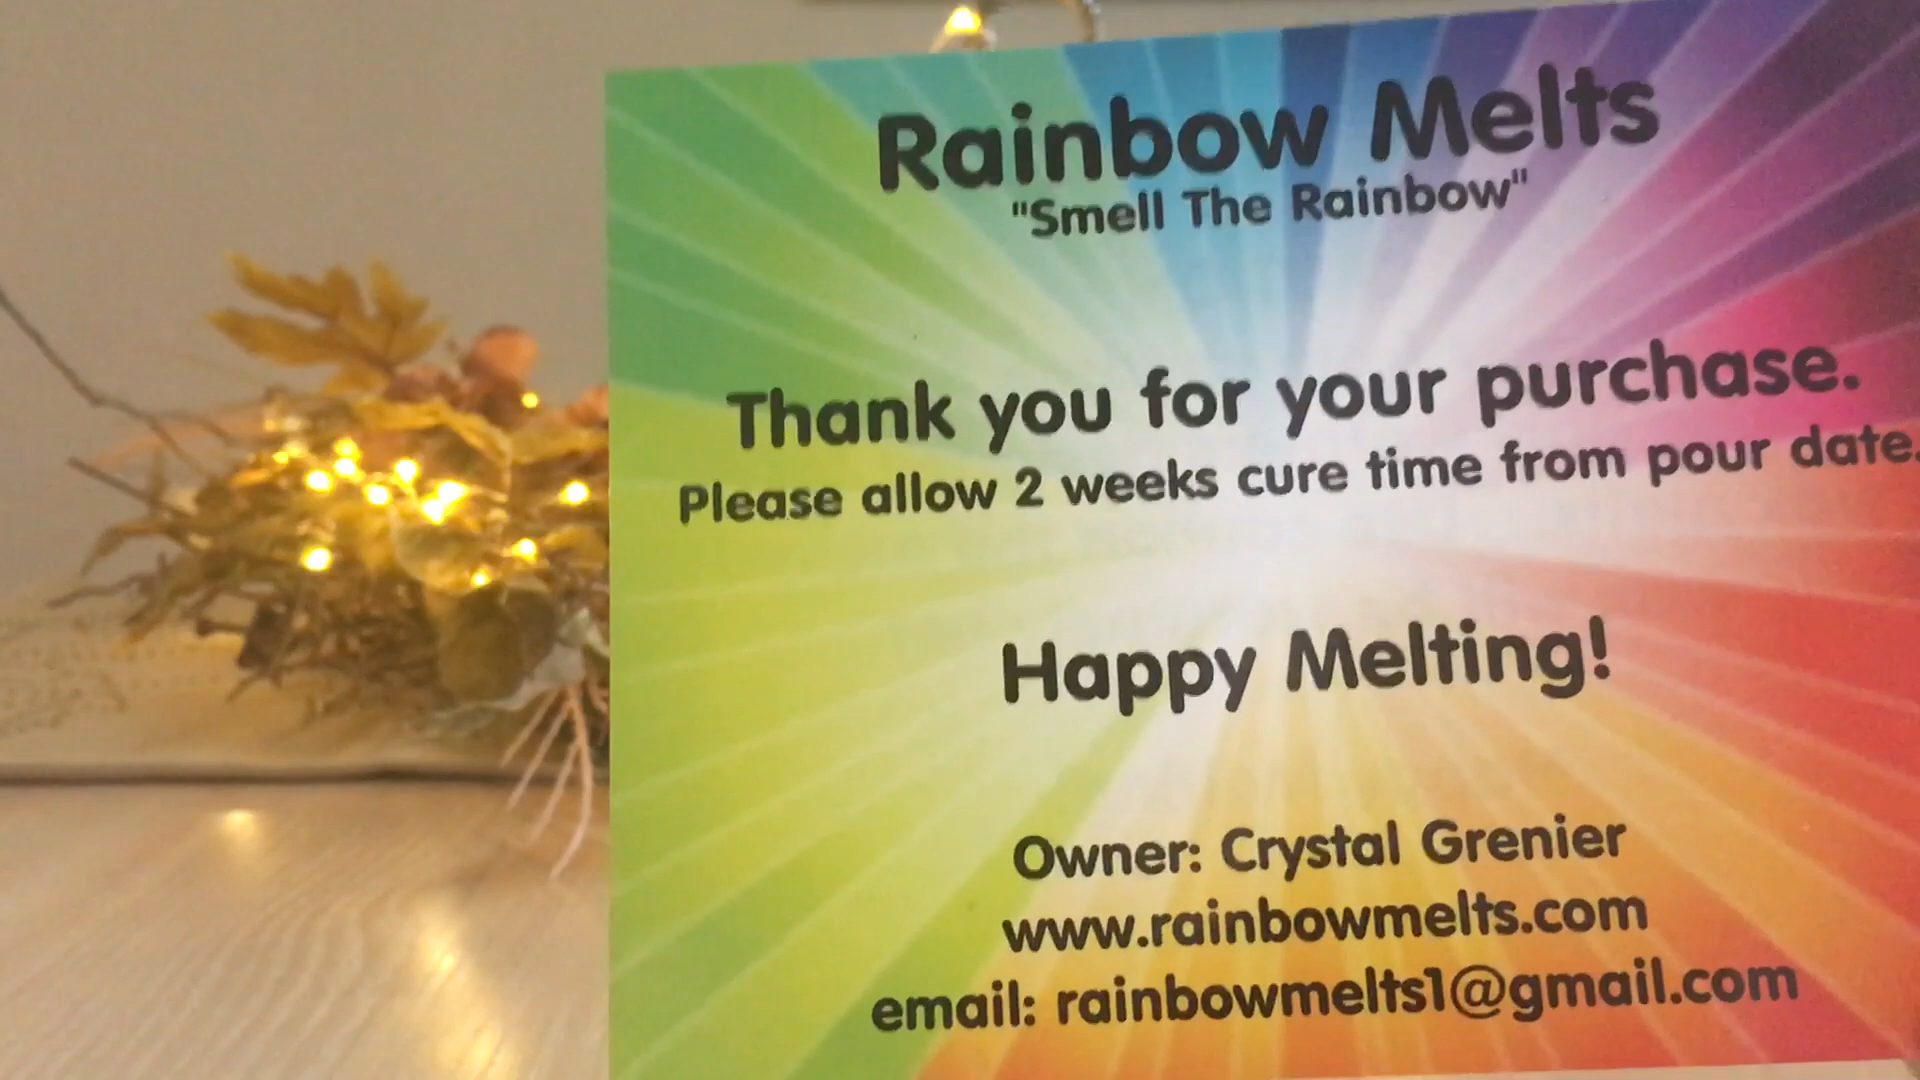 Rainbow Melts
"Smell The Rainbow"
Thank you for your purchase.
Please allow 2 weeks cure time from pour date.
Happy Melting!
Owner: Crystal Grenier
www.rainbowmelts.com
email: rainbowmelts1@gmail.com